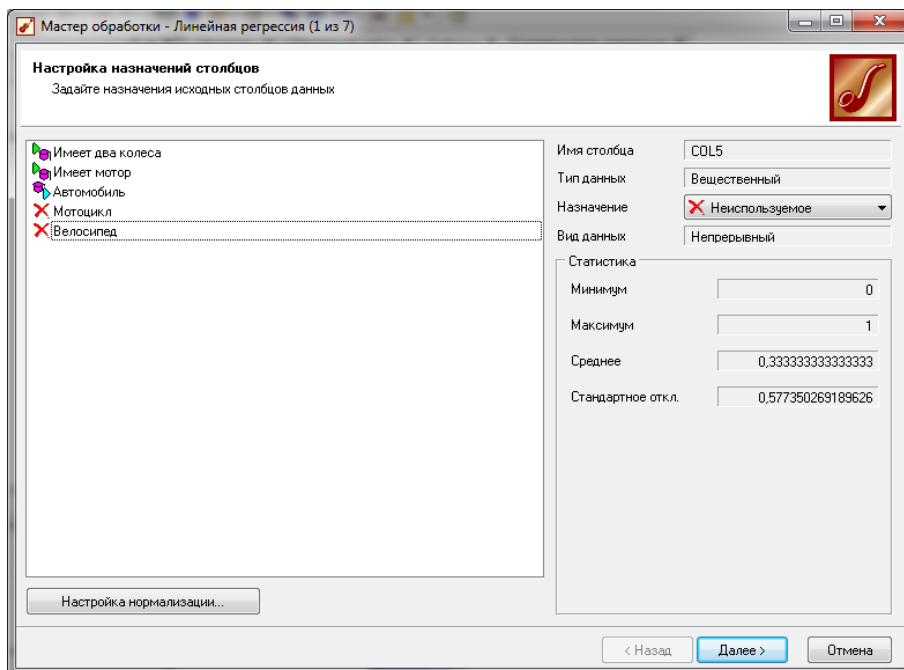 Мастер обработки - Линейная регрессия (1 из 7)
Настройка назначений столбцов
Задайте назначения исходных столбцов данных
Имеет два колеса
Имеет мотор
Автомобиль
Мотоцикл
Велосипед
Имя столбца COL5
Тип данных Вещественный
Назначение Неиспользуемое
Вид данных Непрерывный
Статистика
Минимум 0
Максимум 1
Среднее 0,333333333333333
Стандартное откл. 0,577350269189626
Настройка нормализации...
< Назад Далее > Отмена